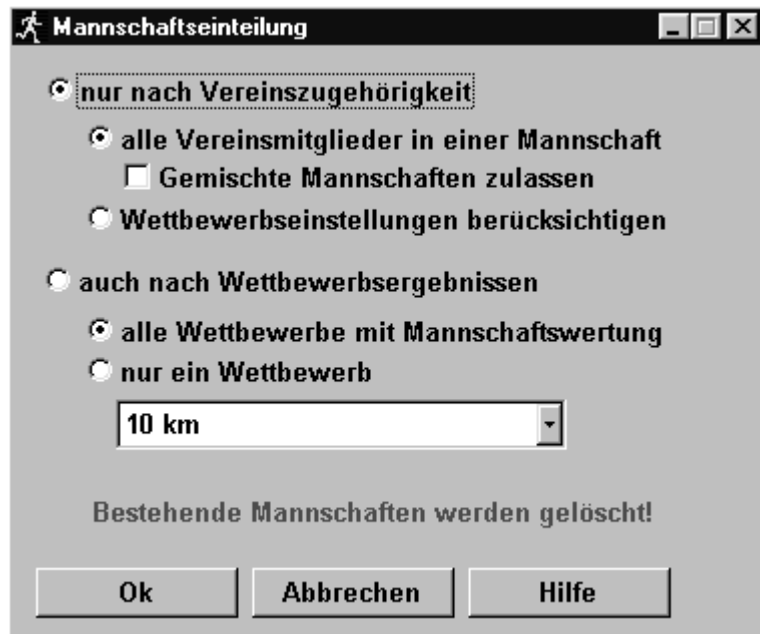 Mannschaftseinteilung
nur nach Vereinszugehörigkeit
alle Vereinsmitglieder in einer Mannschaft
Gemischte Mannschaften zulassen
Wettbewerbseinstellungen berücksichtigen
auch nach Wettbewerbsergebnissen
alle Wettbewerbe mit Mannschaftswertung
nur ein Wettbewerb
10 km
Bestehende Mannschaften werden gelöscht!
Ok Abbrechen Hilfe